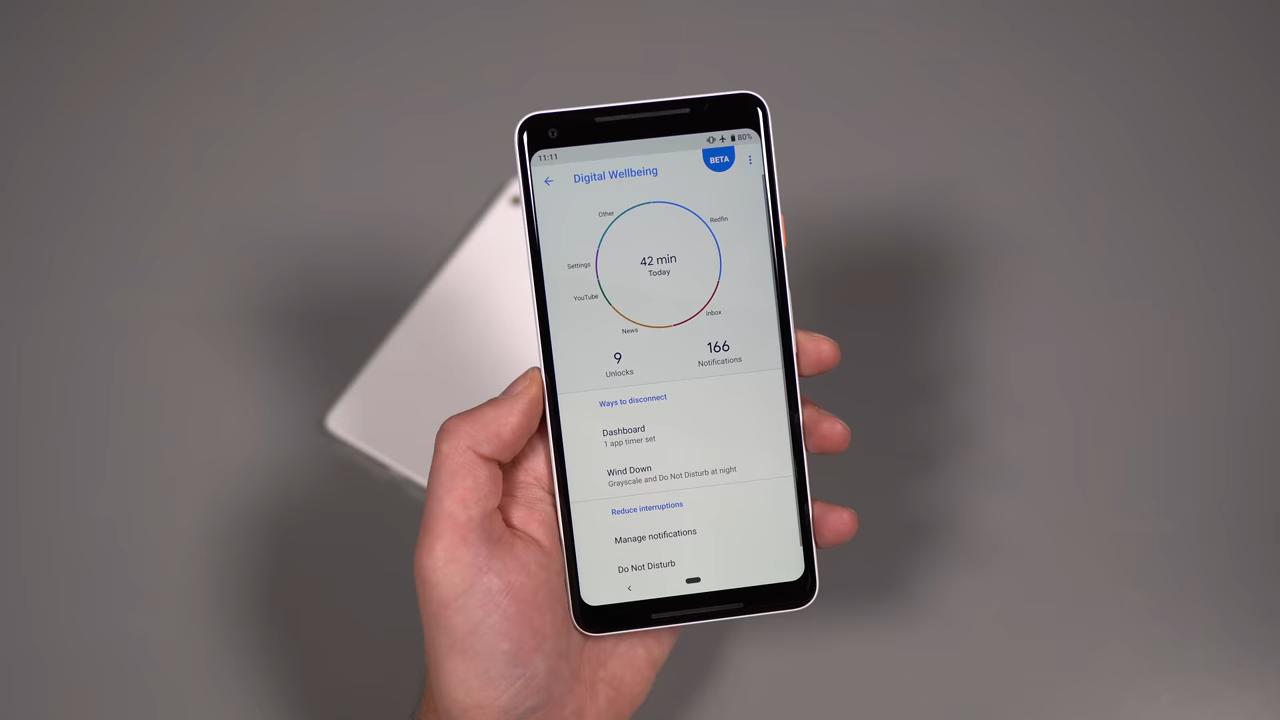 11:11
80%
Digital Wellbeing
BETA
Other
Redfin
Settings
42 min
Today
YouTube
Inbox
News
9
Unlocks
166
Notifications
Ways to disconnect
Dashboard
1 app timer set
Wind Down
Grayscale and Do Not Disturb at night
Reduce interruptions
Manage notifications
Do Not Disturb